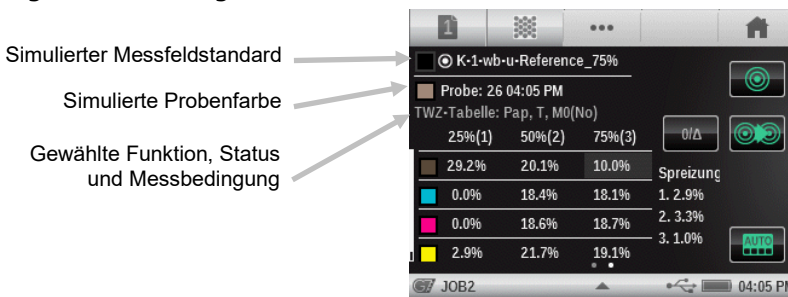 1
•••
Simulierter Messfeldstandard
K-1-wb-u-Reference_75%
Simulierte Probenfarbe
Probe: 26 04:05 PM
TWZ-Tabelle: Pap, T, M0(No)
Gewählte Funktion, Status
und Messbedingung
25%(1) 50%(2) 75%(3)
0/Δ
29.2% 20.1% 10.0%
Spreizung
0.0% 18.4% 18.1%
1. 2.9%
0.0% 18.6% 18.7%
2. 3.3%
2.9% 21.7% 19.1%
3. 1.0%
AUTO
JOB2
04:05 P